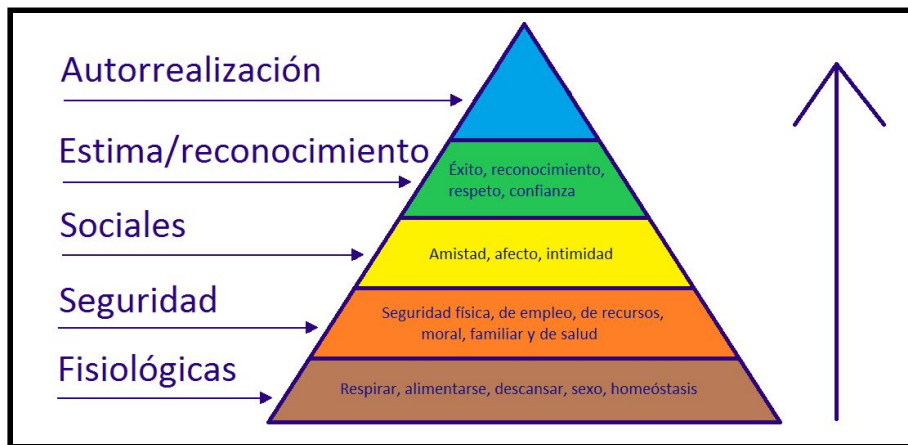 Autorrealización
Estima/reconocimiento
Éxito, reconocimiento,
respeto, confianza
Sociales
Amistad, afecto, intimidad
Seguridad
Seguridad física, de empleo, de recursos,
moral, familiar y de salud
Fisiológicas
Respirar, alimentarse, descansar, sexo, homeóstasis